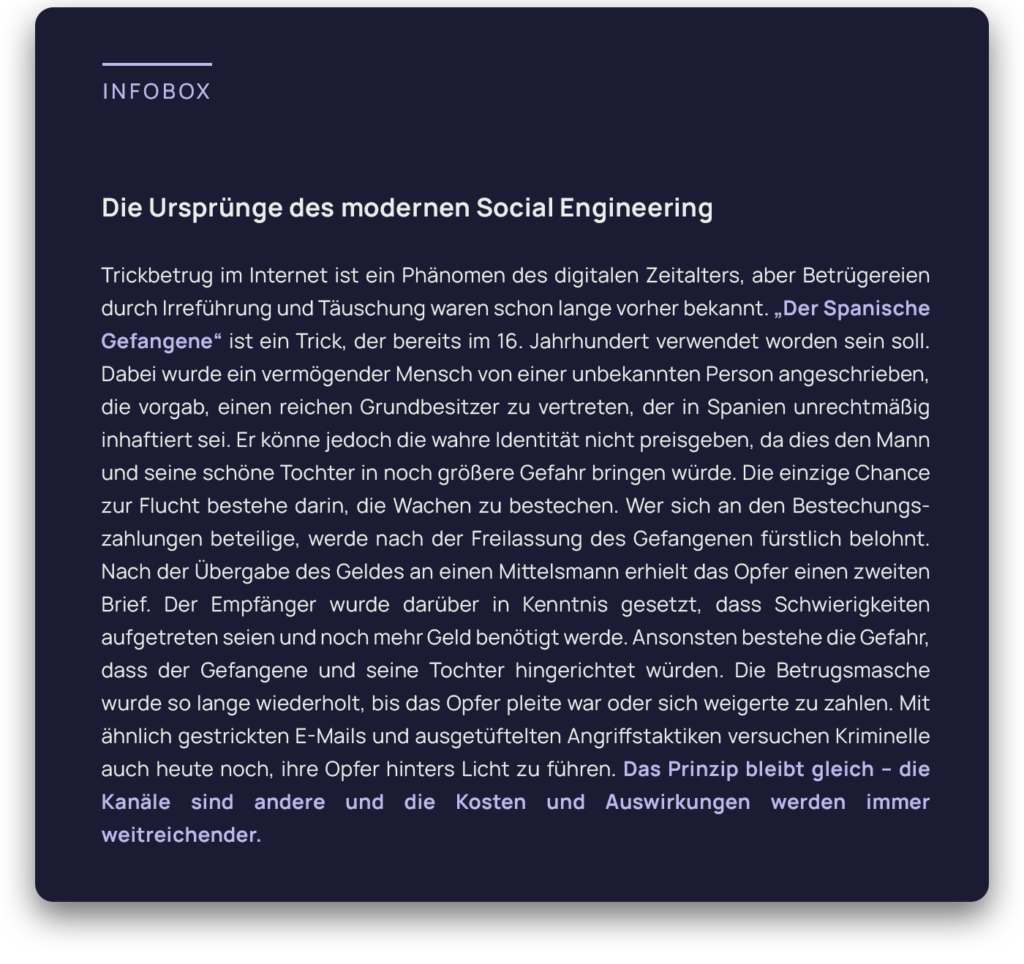 INFOBOX
Die Ursprünge des modernen Social Engineering
Trickbetrug im Internet ist ein Phänomen des digitalen Zeitalters, aber Betrügereien
durch Irreführung und Täuschung waren schon lange vorher bekannt. „Der Spanische
Gefangene“ ist ein Trick, der bereits im 16. Jahrhundert verwendet worden sein soll.
Dabei wurde ein vermögender Mensch von einer unbekannten Person angeschrieben,
die vorgab, einen reichen Grundbesitzer zu vertreten, der in Spanien unrechtmäßig
inhaftiert sei. Er könne jedoch die wahre Identität nicht preisgeben, da dies den Mann
und seine schöne Tochter in noch größere Gefahr bringen würde. Die einzige Chance
zur Flucht bestehe darin, die Wachen zu bestechen. Wer sich an den Bestechungs-
zahlungen beteilige, werde nach der Freilassung des Gefangenen fürstlich belohnt.
Nach der Übergabe des Geldes an einen Mittelsmann erhielt das Opfer einen zweiten
Brief. Der Empfänger wurde darüber in Kenntnis gesetzt, dass Schwierigkeiten
aufgetreten seien und noch mehr Geld benötigt werde. Ansonsten bestehe die Gefahr,
dass der Gefangene und seine Tochter hingerichtet würden. Die Betrugsmasche
wurde so lange wiederholt, bis das Opfer pleite war oder sich weigerte zu zahlen. Mit
ähnlich gestrickten E-Mails und ausgetüftelten Angriffstaktiken versuchen Kriminelle
auch heute noch, ihre Opfer hinters Licht zu führen. Das Prinzip bleibt gleich – die
Kanäle sind andere und die Kosten und Auswirkungen werden immer
weitreichender.